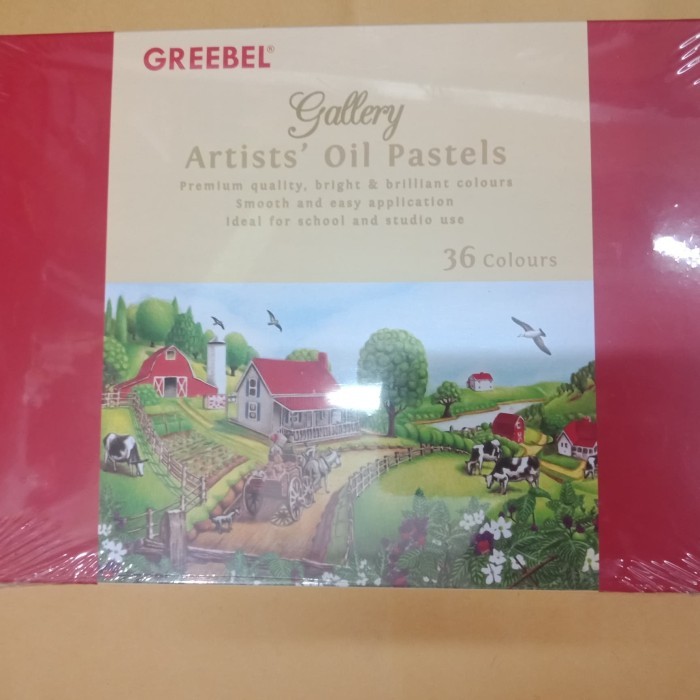 GREEBEL®
Gallery
Artists' Oil Pastels
Premium quality, bright & brilliant colours
Smooth and easy application
Ideal for school and studio use
36 Colours